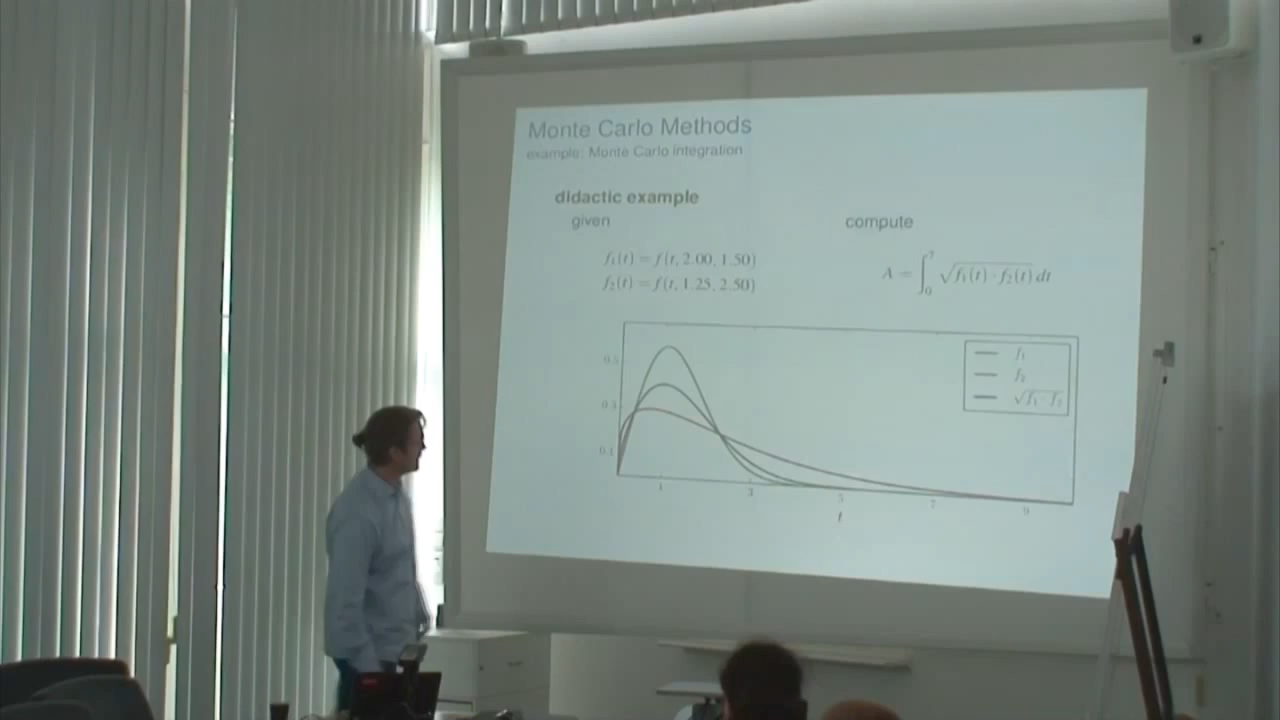 Monte Carlo Methods
example: Monte Carlo integration
didactic example
given
compute
f₁(t) = f(t, 2.00, 1.50)
f₂(t) = f(t, 1.25, 2.50)
A = ∫₀⁷ √f₁(t) · f₂(t) dt
f₁
f₂
√f₁ · f₂
0.5
0.3
0.1
1 3 5 7 9
t